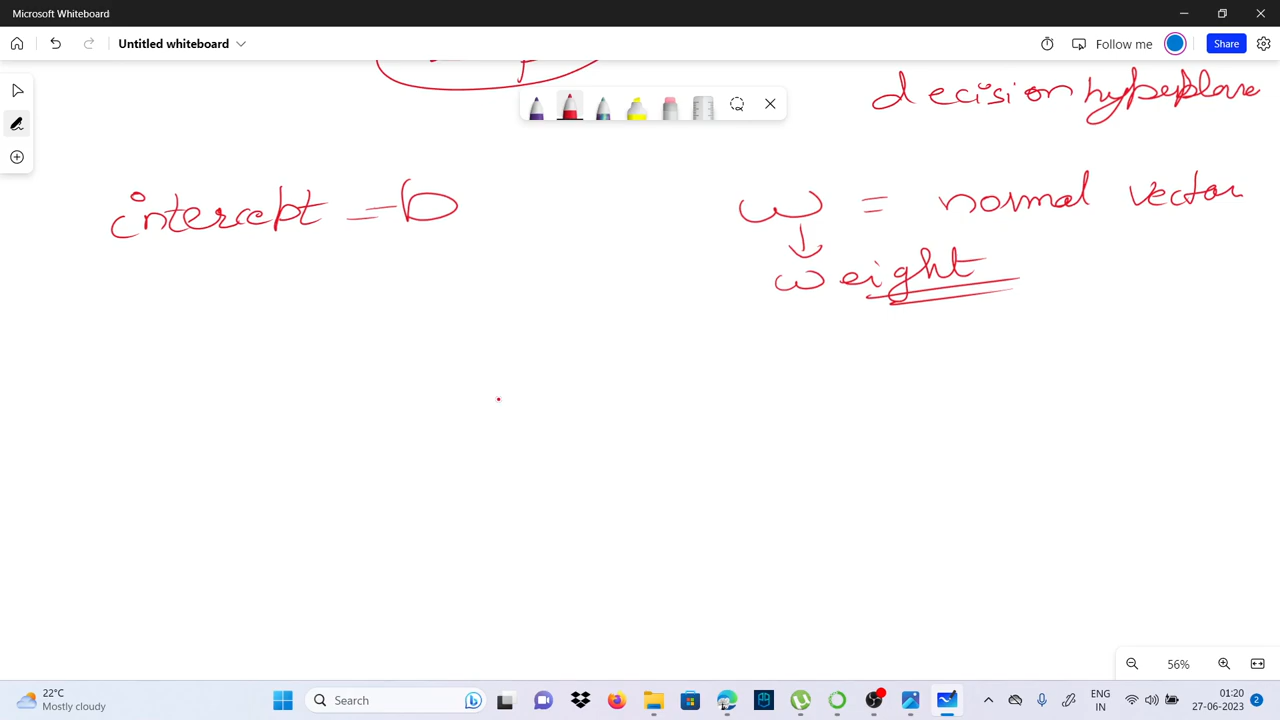 Microsoft Whiteboard
Untitled whiteboard
Follow me
Share
decision hyperplane
intercept = b
w = normal vector
weight
56%
22°C
Mostly cloudy
Search
ENG
IN
01:20
27-06-2023
2